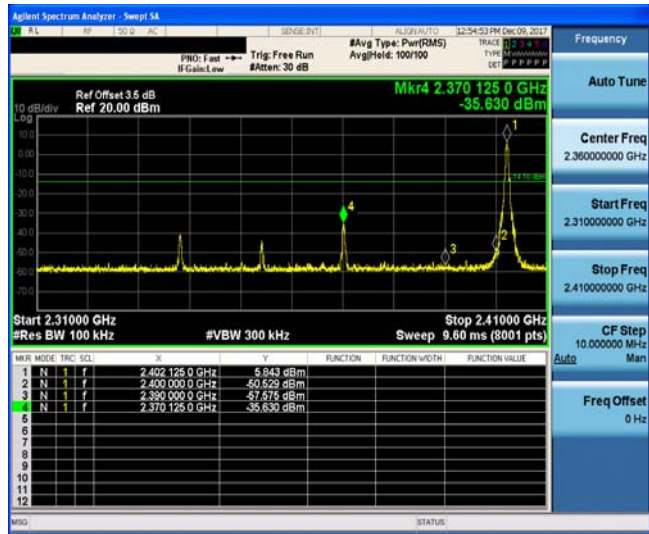 Agilent Spectrum Analyzer - Swept SA
RL RF 50 Ω AC SENSE:INT ALIGNAUTO 12:54:53 PM Dec 09, 2017
PNO: Fast Trig: Free Run #Avg Type: Pwr(RMS) TRACE 1 2 3 4 5 6
IFGain:Low #Atten: 30 dB Avg|Hold: 100/100 TYPE
DET P P P P P P
Frequency
Mkr4 2.370 125 0 GHz
-35.630 dBm
Ref Offset 3.5 dB
10 dB/div Ref 20.00 dBm
Log
10.0
0.00
-10.0
-20.0
-30.0
-40.0
-50.0
-60.0
-70.0
1
2
3
4
-14.16 dBm
Start 2.31000 GHz Stop 2.41000 GHz
#Res BW 100 kHz #VBW 300 kHz Sweep 9.60 ms (8001 pts)
MKR MODE TRC SCL X Y FUNCTION FUNCTION WIDTH FUNCTION VALUE
1 N 1 f 2.402 125 0 GHz 5.843 dBm
2 N 1 f 2.400 000 0 GHz -50.529 dBm
3 N 1 f 2.390 000 0 GHz -57.575 dBm
4 N 1 f 2.370 125 0 GHz -35.630 dBm
5
6
7
8
9
10
11
12
MSG STATUS
Auto Tune
Center Freq
2.360000000 GHz
Start Freq
2.310000000 GHz
Stop Freq
2.410000000 GHz
CF Step
10.000000 MHz
Auto Man
Freq Offset
0 Hz